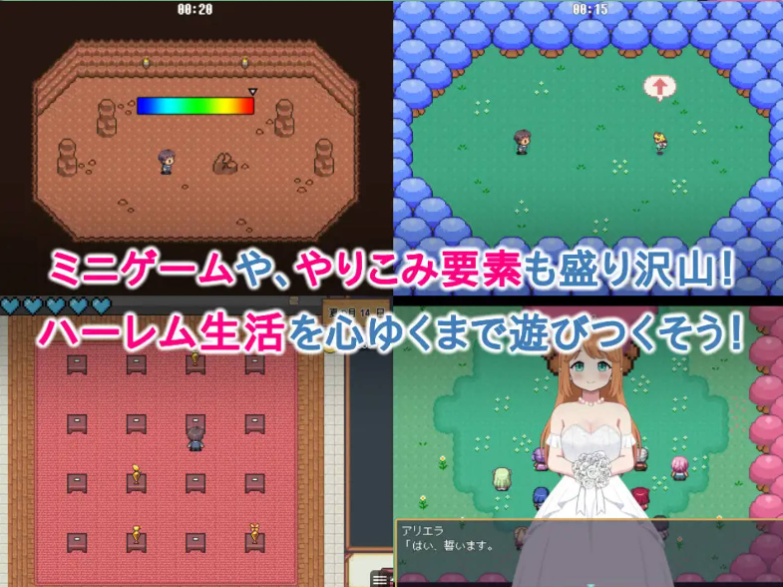 00:20
00:15
ミニゲームや、やりこみ要素も盛り沢山!
ハーレム生活を心ゆくまで遊びつくそう!
アリエラ
「はい、誓います。